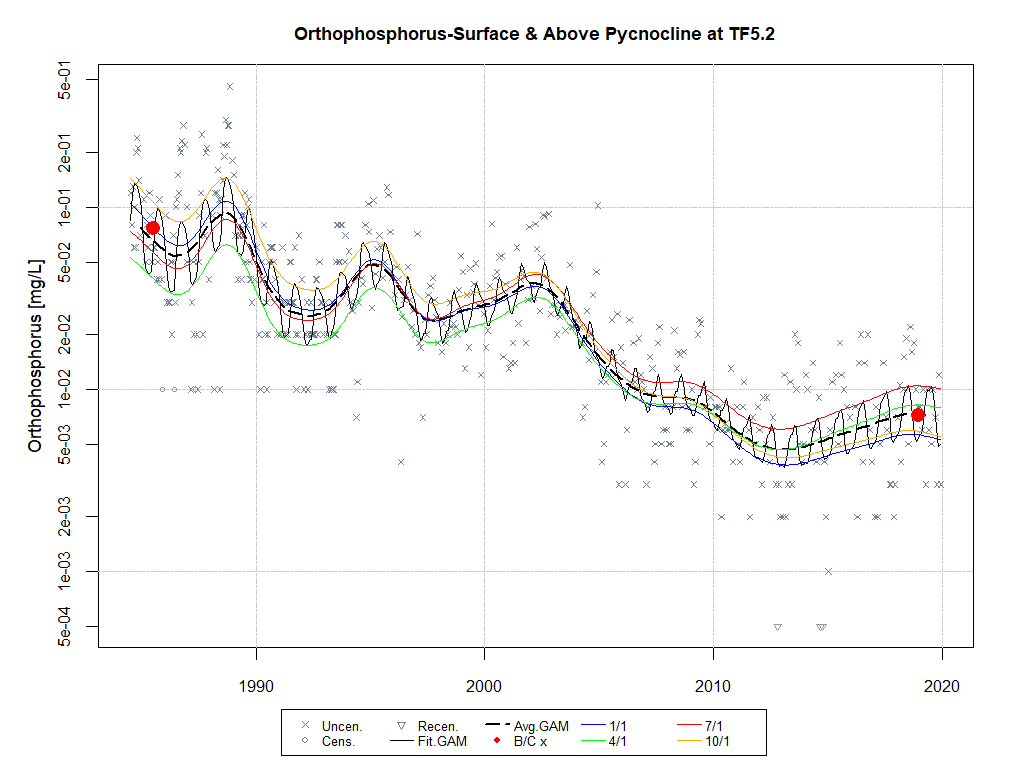 Orthophosphorus-Surface & Above Pycnocline at TF5.2
Orthophosphorus [mg/L]
5e-01
2e-01
1e-01
5e-02
2e-02
1e-02
5e-03
2e-03
1e-03
5e-04
1990 2000 2010 2020
Uncen. Recen. Avg.GAM 1/1 7/1
Cens. Fit.GAM B/C x 4/1 10/1